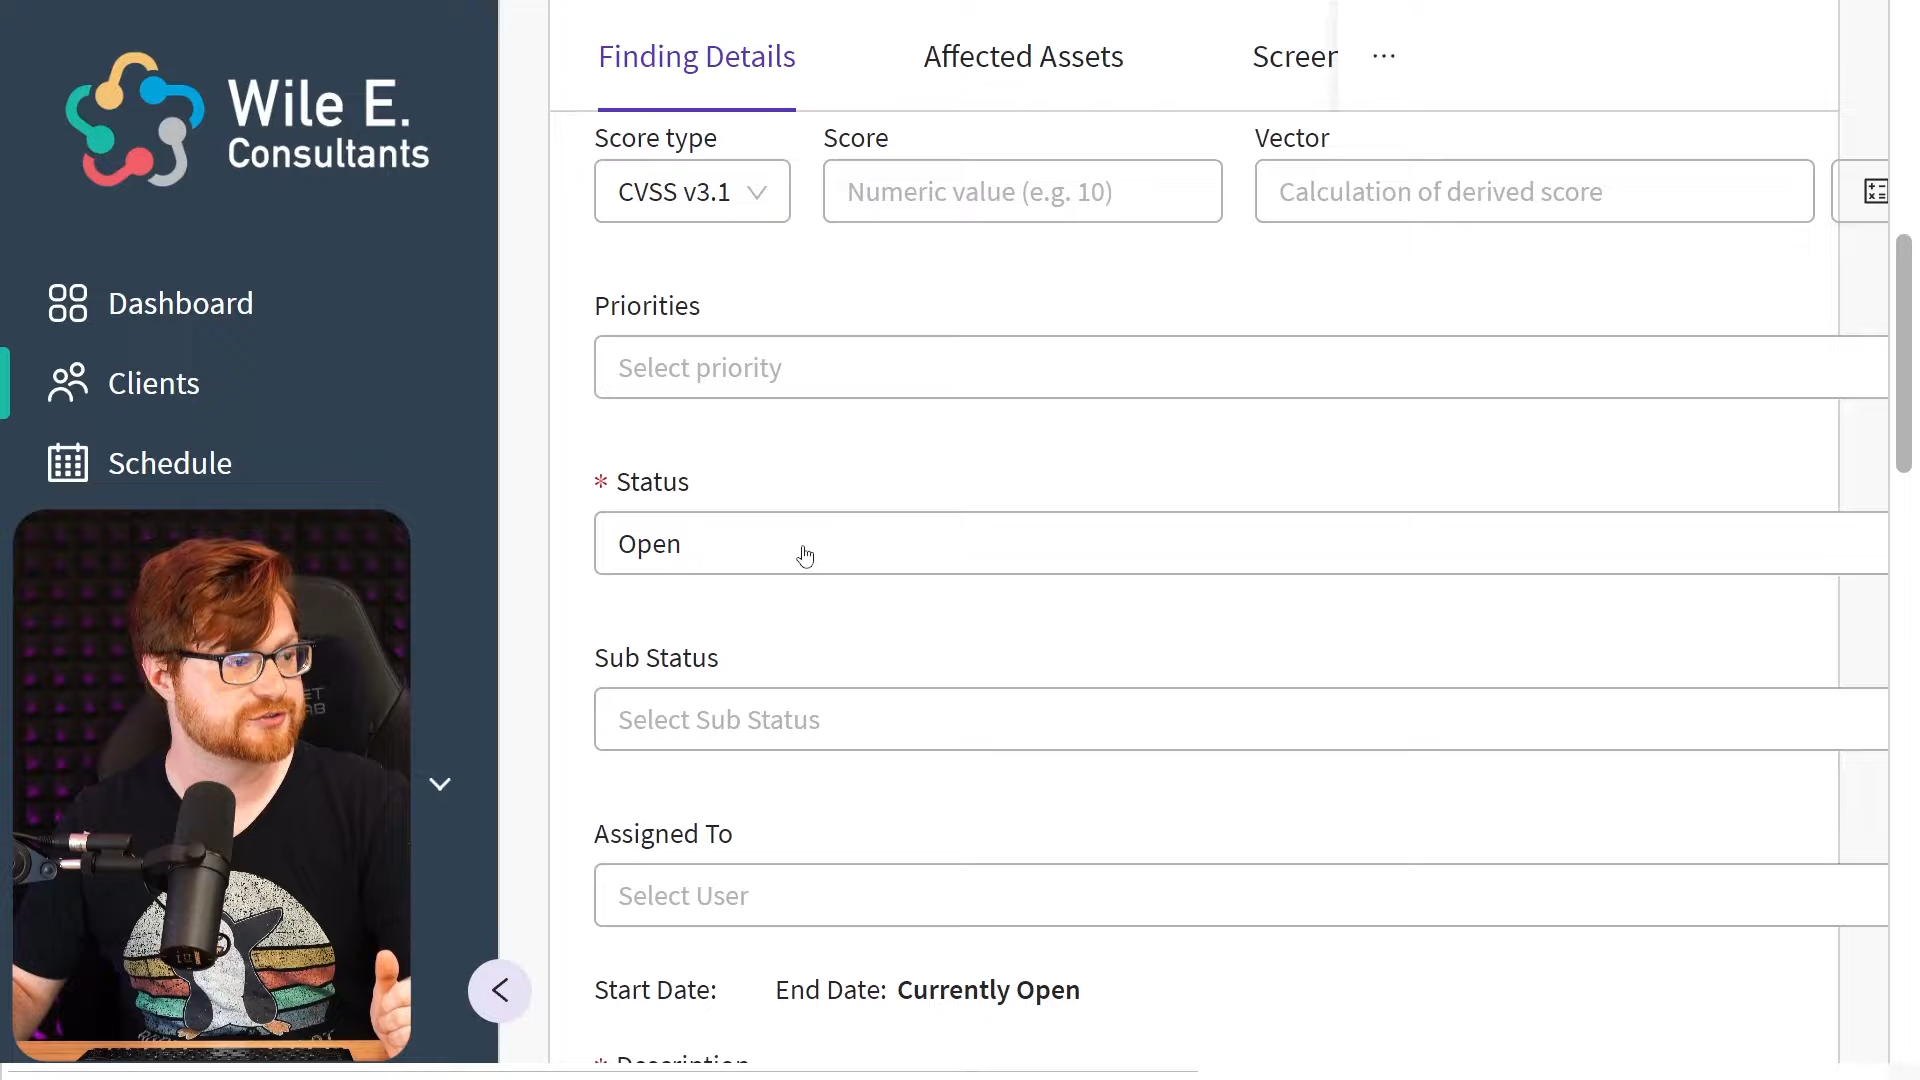 Wile E.
Consultants
Dashboard
Clients
Schedule
Finding Details
Affected Assets
Screen
···
Score type
Score
Vector
CVSS v3.1
Numeric value (e.g. 10)
Calculation of derived score
Priorities
Select priority
* Status
Open
Sub Status
Select Sub Status
Assigned To
Select User
Start Date:
End Date: Currently Open
* Description